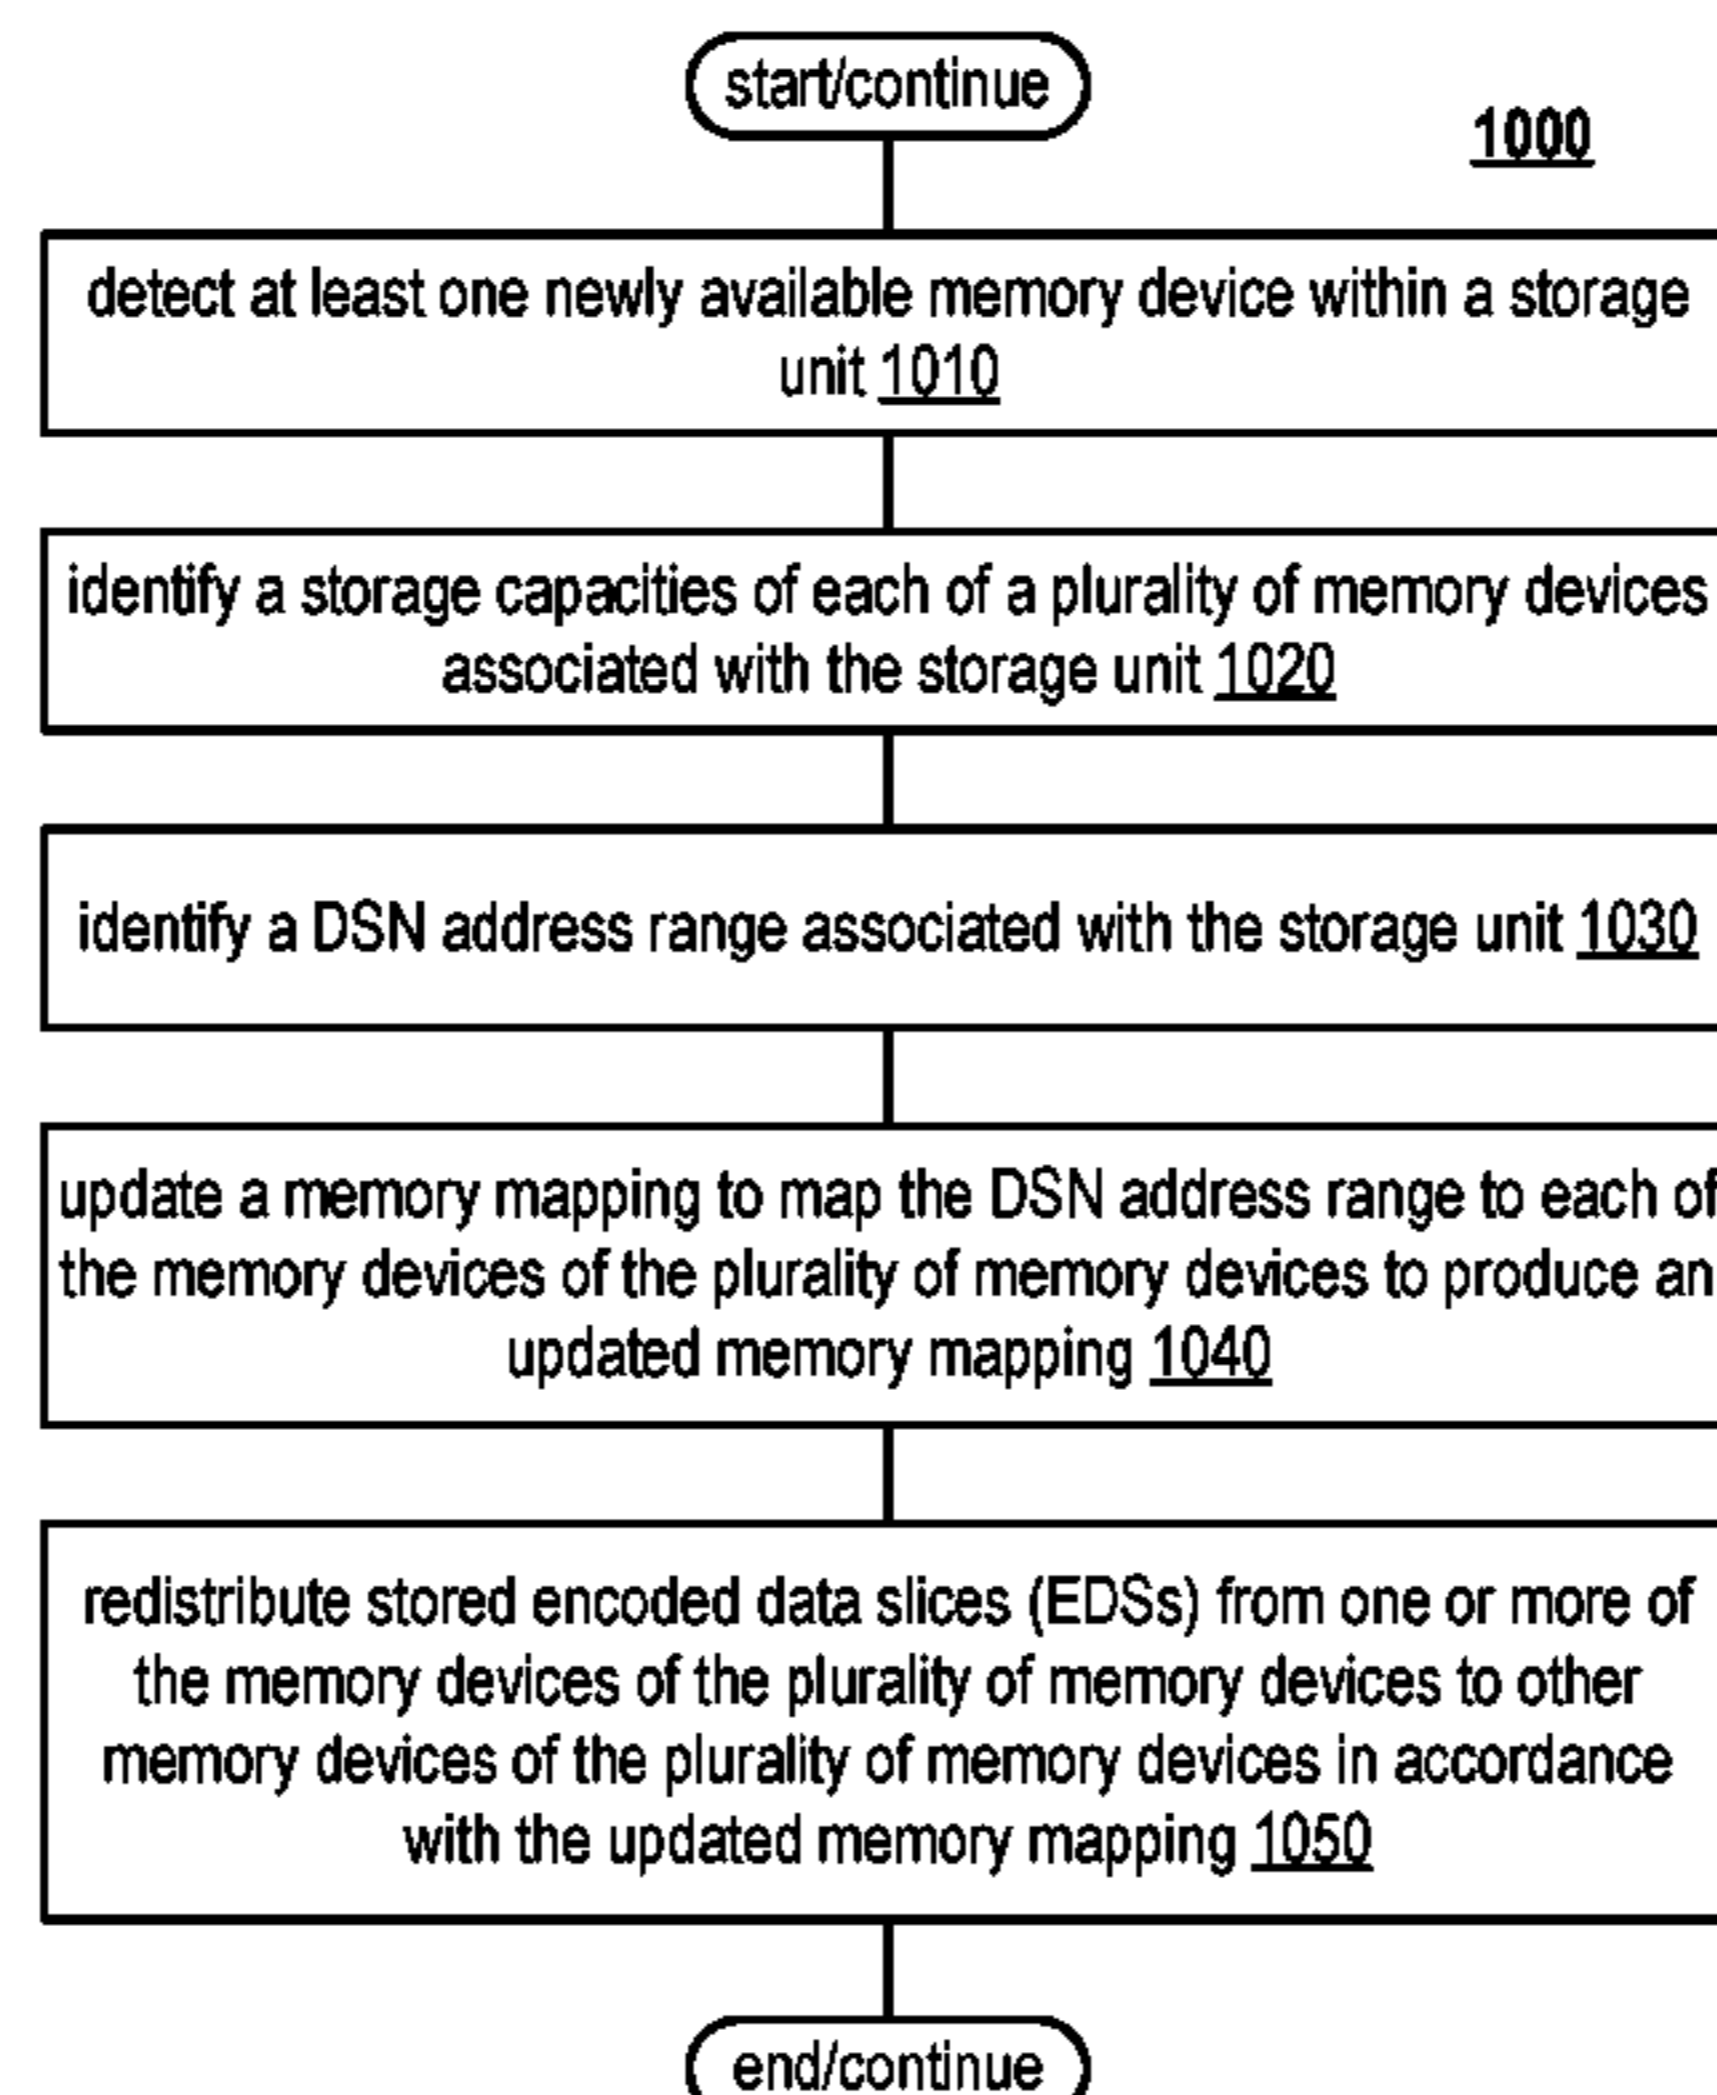 start/continue
1000
detect at least one newly available memory device within a storage
unit 1010
identify a storage capacities of each of a plurality of memory devices
associated with the storage unit 1020
identify a DSN address range associated with the storage unit 1030
update a memory mapping to map the DSN address range to each of
the memory devices of the plurality of memory devices to produce an
updated memory mapping 1040
redistribute stored encoded data slices (EDSs) from one or more of
the memory devices of the plurality of memory devices to other
memory devices of the plurality of memory devices in accordance
with the updated memory mapping 1050
end/continue